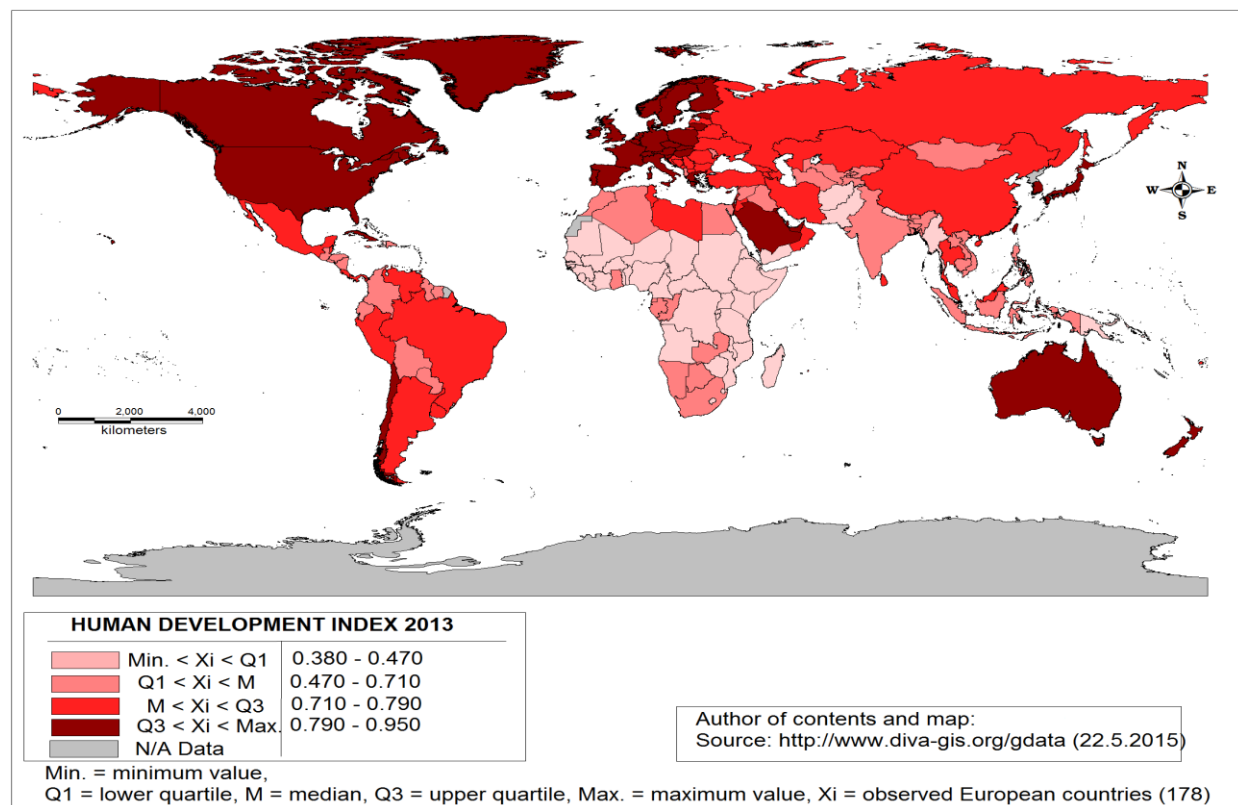 N
W E
S
0 2,000 4,000
kilometers
HUMAN DEVELOPMENT INDEX 2013
Min. < Xi < Q1 0.380 - 0.470
Q1 < Xi < M 0.470 - 0.710
M < Xi < Q3 0.710 - 0.790
Q3 < Xi < Max. 0.790 - 0.950
N/A Data
Author of contents and map:
Source: http://www.diva-gis.org/gdata (22.5.2015)
Min. = minimum value,
Q1 = lower quartile, M = median, Q3 = upper quartile, Max. = maximum value, Xi = observed European countries (178)